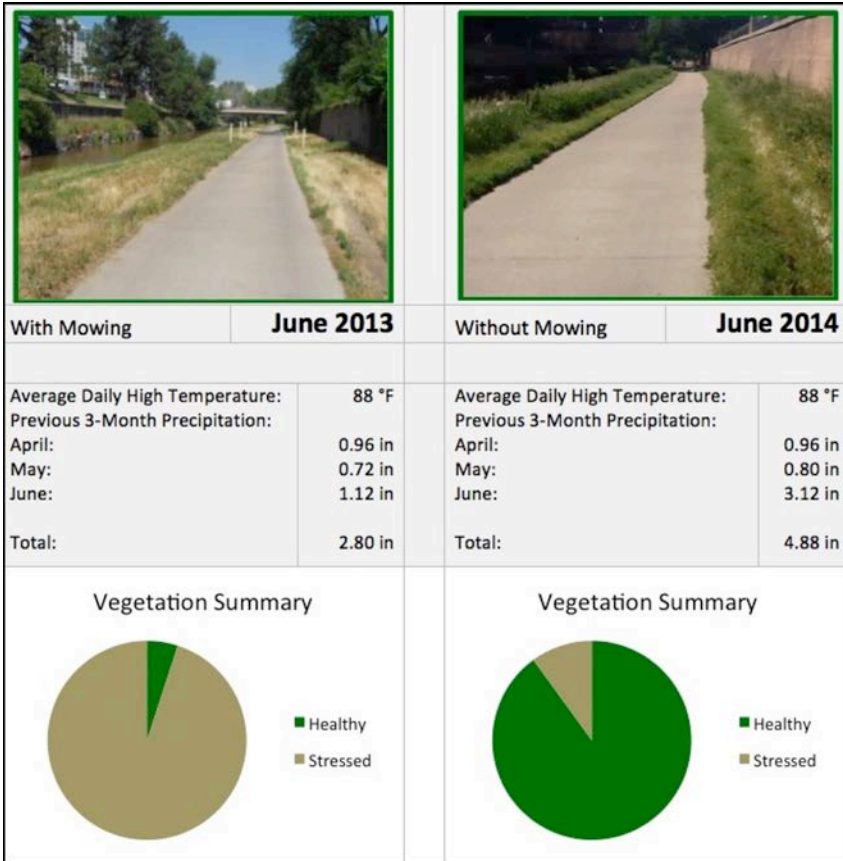 With Mowing
June 2013
Without Mowing
June 2014
Average Daily High Temperature: 88 °F
Previous 3-Month Precipitation:
April: 0.96 in
May: 0.72 in
June: 1.12 in
Total: 2.80 in
Average Daily High Temperature: 88 °F
Previous 3-Month Precipitation:
April: 0.96 in
May: 0.80 in
June: 3.12 in
Total: 4.88 in
Vegetation Summary
Healthy
Stressed
Vegetation Summary
Healthy
Stressed